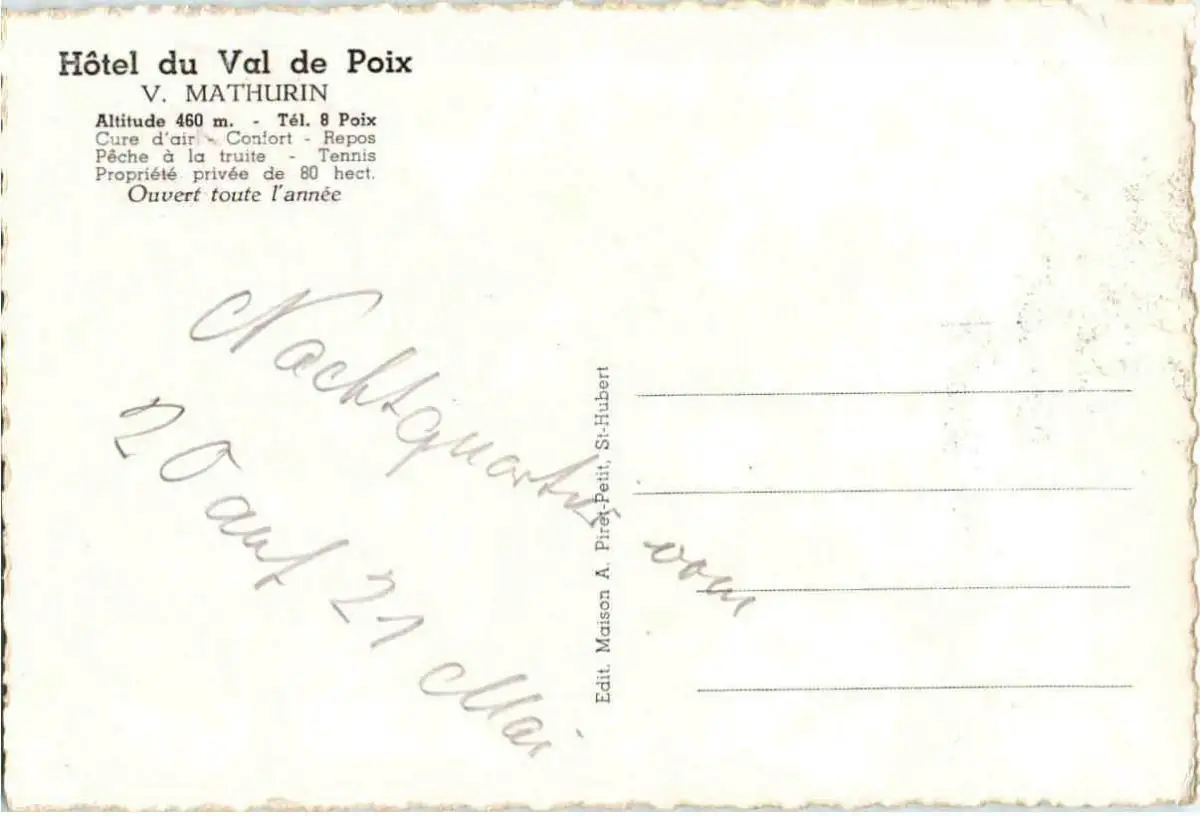 Hôtel du Val de Poix
V. MATHURIN
Altitude 460 m. - Tél. 8 Poix
Cure d'air - Confort - Repos
Pêche à la truite - Tennis
Propriété privée de 80 hect.
Ouvert toute l'année
Nachtquartier vom
20 auf 21 Mai
Edit. Maison A. Piret-Petit, St-Hubert